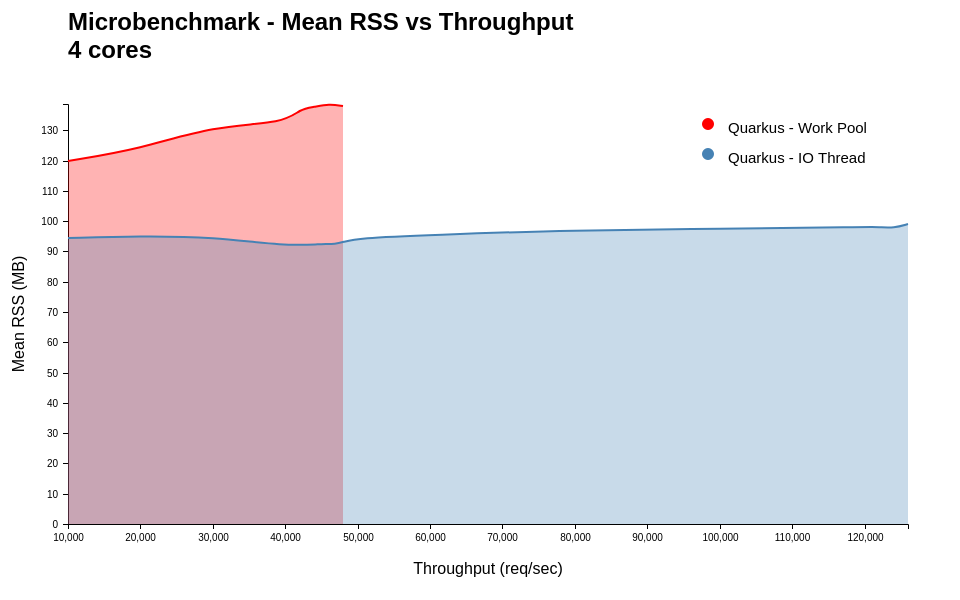 Microbenchmark - Mean RSS vs Throughput
4 cores
Quarkus - Work Pool
Quarkus - IO Thread
Mean RSS (MB)
130
120
110
100
90
80
70
60
50
40
30
20
10
0
10,000 20,000 30,000 40,000 50,000 60,000 70,000 80,000 90,000 100,000 110,000 120,000
Throughput (req/sec)